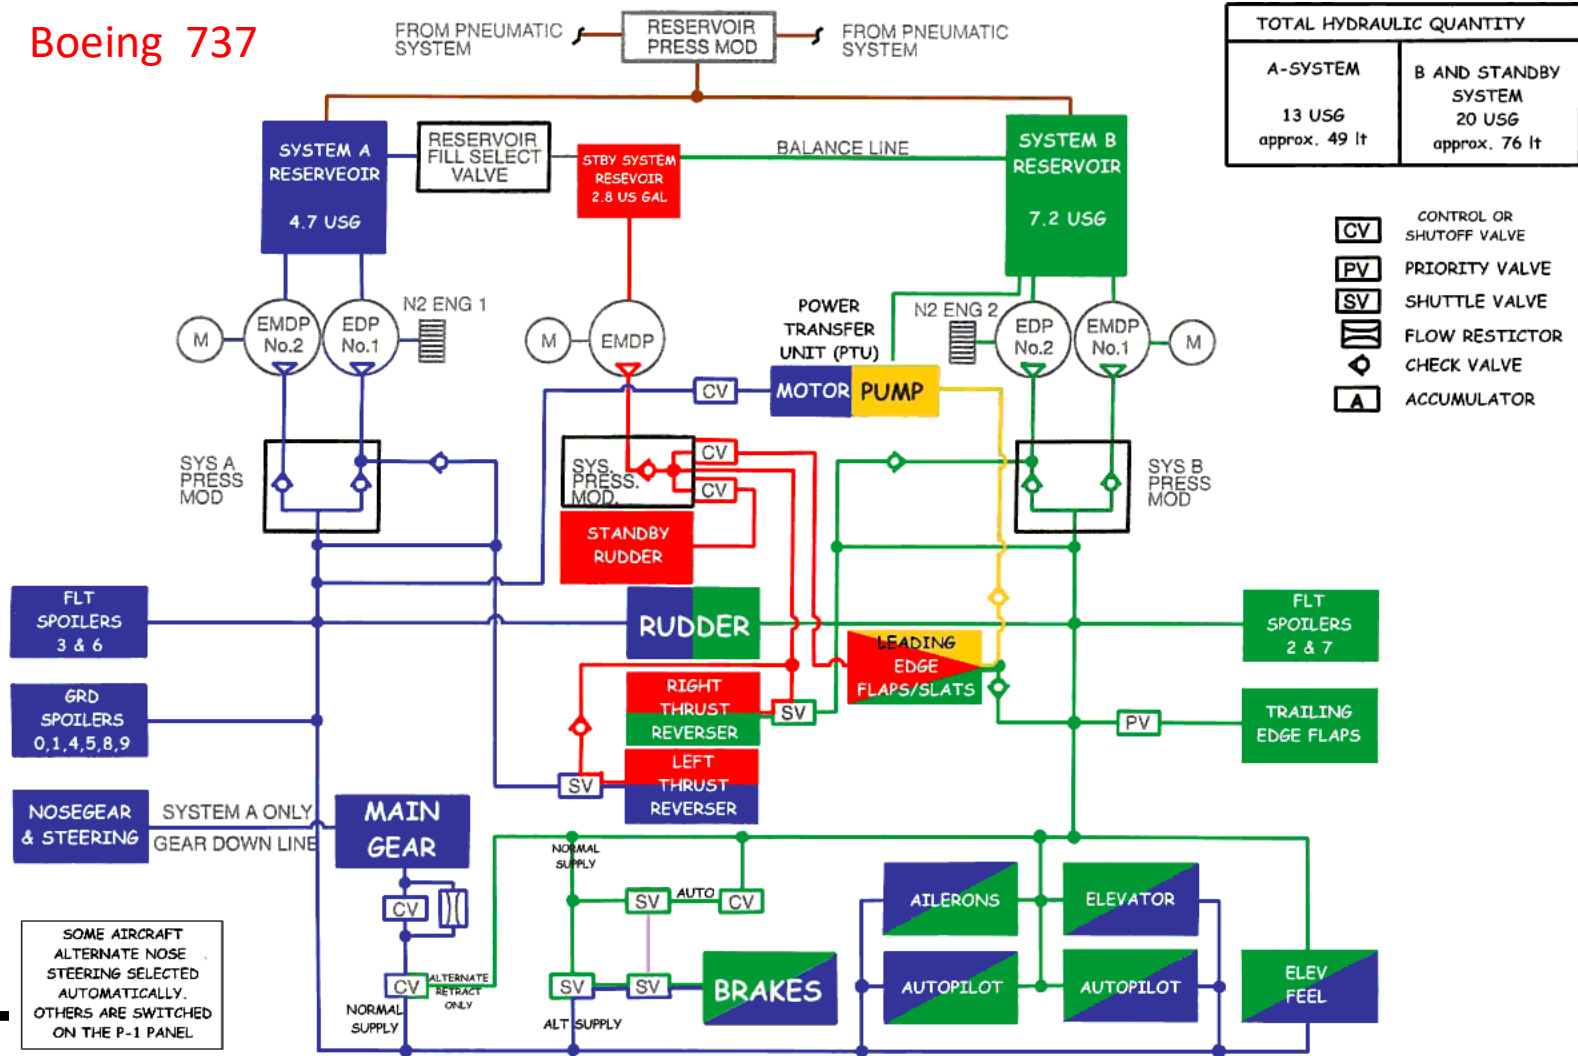 Boeing 737
FROM PNEUMATIC
SYSTEM
RESERVOIR
PRESS MOD
FROM PNEUMATIC
SYSTEM
TOTAL HYDRAULIC QUANTITY
A-SYSTEM
13 USG
approx. 49 lt
B AND STANDBY
SYSTEM
20 USG
approx. 76 lt
SYSTEM A
RESERVEOIR
4.7 USG
RESERVOIR
FILL SELECT
VALVE
STBY SYSTEM
RESEVOIR
2.8 US GAL
BALANCE LINE
SYSTEM B
RESERVOIR
7.2 USG
CV
CONTROL OR
SHUTOFF VALVE
PV
PRIORITY VALVE
SV
SHUTTLE VALVE
FLOW RESTICTOR
CHECK VALVE
A
ACCUMULATOR
M
EMDP
No.2
EDP
No.1
N2 ENG 1
M
EMDP
POWER
TRANSFER
UNIT (PTU)
N2 ENG 2
EDP
No.2
EMDP
No.1
M
CV
MOTOR
PUMP
SYS A
PRESS
MOD
SYS.
PRESS.
MOD.
CV
CV
SYS B
PRESS
MOD
STANDBY
RUDDER
FLT
SPOILERS
3 & 6
RUDDER
LEADING
EDGE
FLAPS/SLATS
FLT
SPOILERS
2 & 7
GRD
SPOILERS
0,1,4,5,8,9
RIGHT
THRUST
REVERSER
SV
PV
TRAILING
EDGE FLAPS
SV
LEFT
THRUST
REVERSER
NOSEGEAR
& STEERING
SYSTEM A ONLY
GEAR DOWN LINE
MAIN
GEAR
NORMAL
SUPPLY
CV
SV
AUTO
CV
AILERONS
ELEVATOR
SOME AIRCRAFT
ALTERNATE NOSE
STEERING SELECTED
AUTOMATICALLY.
OTHERS ARE SWITCHED
ON THE P-1 PANEL
CV
ALTERNATE
RETRACT
ONLY
NORMAL
SUPPLY
SV
SV
BRAKES
ALT SUPPLY
AUTOPILOT
AUTOPILOT
ELEV
FEEL